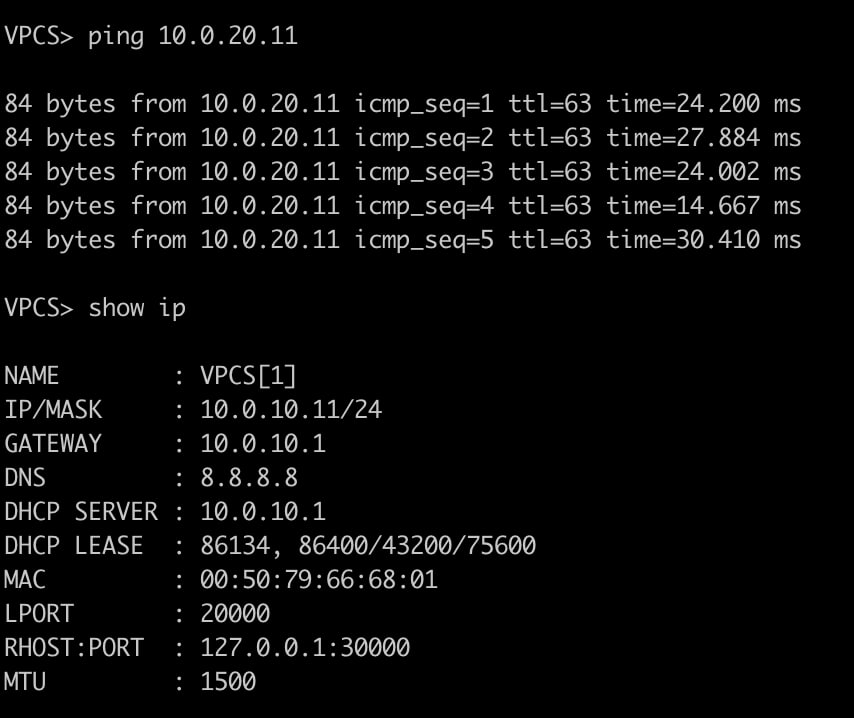 VPCS> ping 10.0.20.11
84 bytes from 10.0.20.11 icmp_seq=1 ttl=63 time=24.200 ms
84 bytes from 10.0.20.11 icmp_seq=2 ttl=63 time=27.884 ms
84 bytes from 10.0.20.11 icmp_seq=3 ttl=63 time=24.002 ms
84 bytes from 10.0.20.11 icmp_seq=4 ttl=63 time=14.667 ms
84 bytes from 10.0.20.11 icmp_seq=5 ttl=63 time=30.410 ms
VPCS> show ip
NAME        : VPCS[1]
IP/MASK     : 10.0.10.11/24
GATEWAY     : 10.0.10.1
DNS         : 8.8.8.8
DHCP SERVER : 10.0.10.1
DHCP LEASE  : 86134, 86400/43200/75600
MAC         : 00:50:79:66:68:01
LPORT       : 20000
RHOST:PORT  : 127.0.0.1:30000
MTU         : 1500